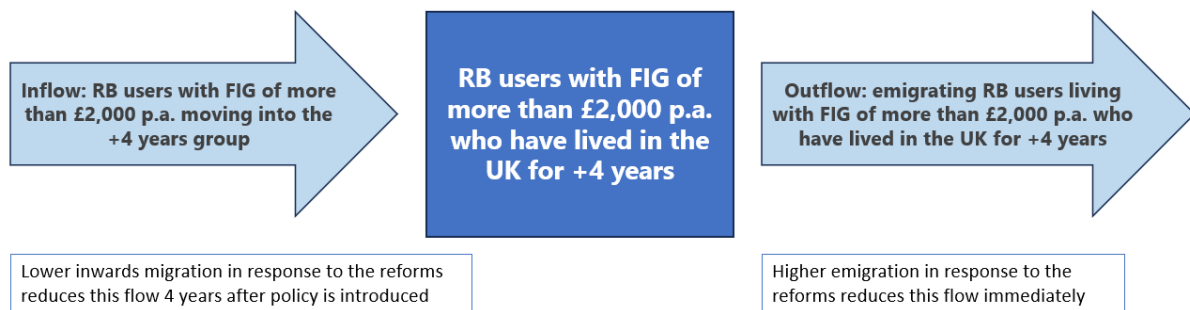 Inflow: RB users with FIG of more
than £2,000 p.a. moving into the
+4 years group
RB users with FIG of
more than £2,000 p.a.
who have lived in the
UK for +4 years
Outflow: emigrating RB users living
with FIG of more than £2,000 p.a. who
have lived in the UK for +4 years
Lower inwards migration in response to the reforms
reduces this flow 4 years after policy is introduced
Higher emigration in response to the
reforms reduces this flow immediately